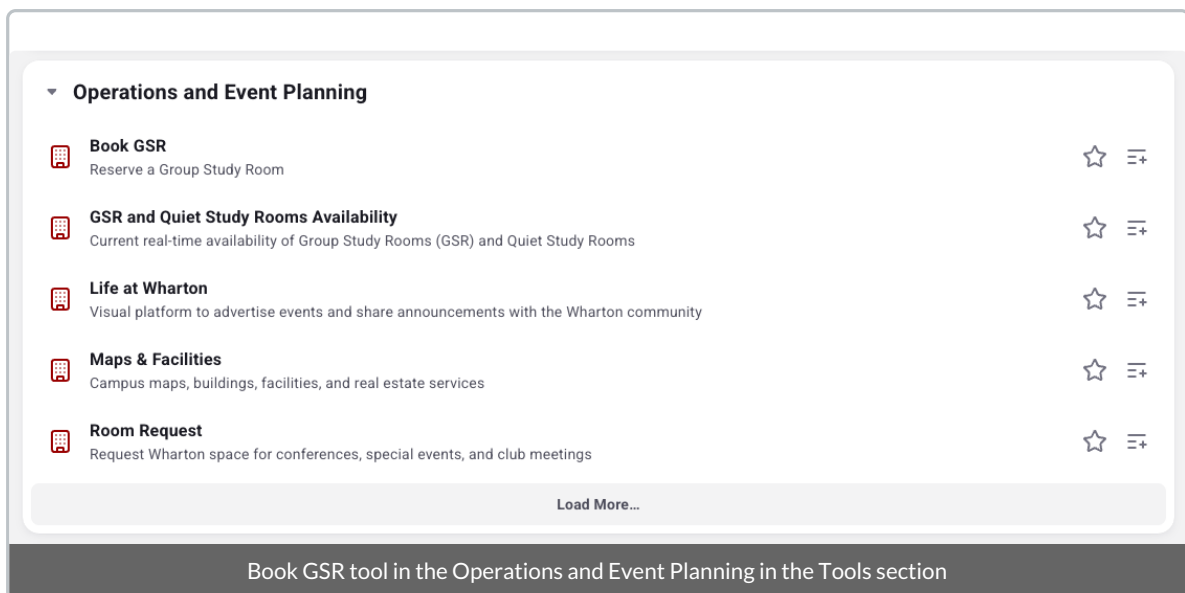 Operations and Event Planning
Book GSR
Reserve a Group Study Room
GSR and Quiet Study Rooms Availability
Current real-time availability of Group Study Rooms (GSR) and Quiet Study Rooms
Life at Wharton
Visual platform to advertise events and share announcements with the Wharton community
Maps & Facilities
Campus maps, buildings, facilities, and real estate services
Room Request
Request Wharton space for conferences, special events, and club meetings
Load More...
Book GSR tool in the Operations and Event Planning in the Tools section